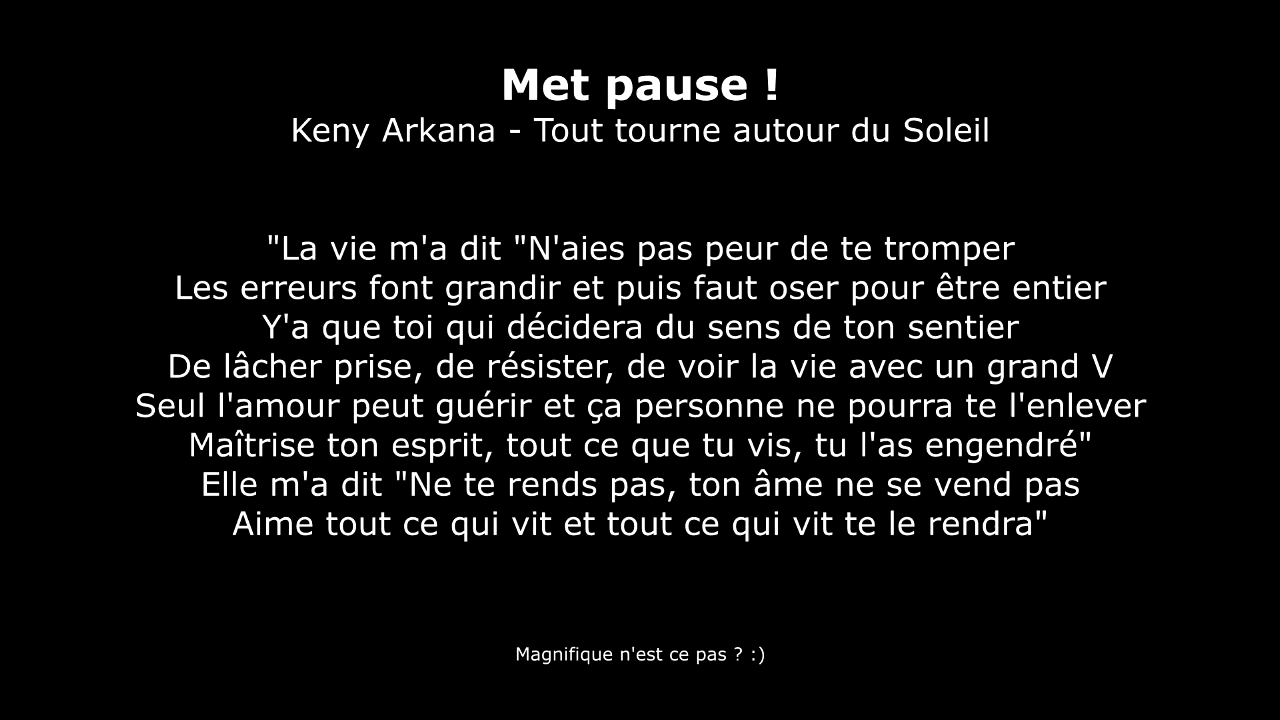 Met pause !
Keny Arkana - Tout tourne autour du Soleil
"La vie m'a dit "N'aies pas peur de te tromper
Les erreurs font grandir et puis faut oser pour être entier
Y'a que toi qui décidera du sens de ton sentier
De lâcher prise, de résister, de voir la vie avec un grand V
Seul l'amour peut guérir et ça personne ne pourra te l'enlever
Maîtrise ton esprit, tout ce que tu vis, tu l'as engendré"
Elle m'a dit "Ne te rends pas, ton âme ne se vend pas
Aime tout ce qui vit et tout ce qui vit te le rendra"
Magnifique n'est ce pas ? :)